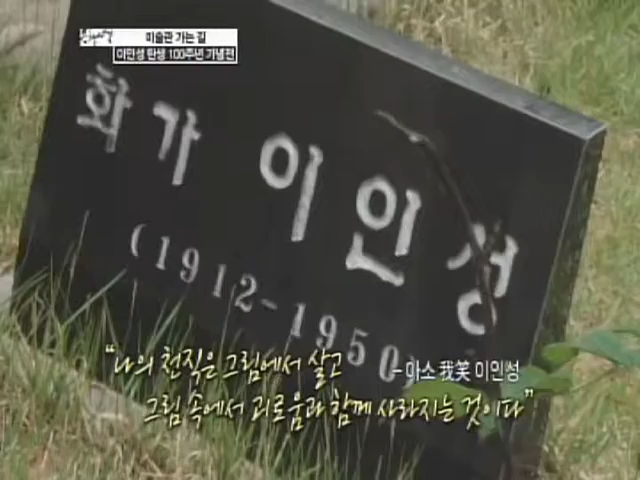 미술관 가는 길
이인성 탄생 100주년 기념전
화가 이인성
(1912-1950)
"나의 천직은 그림에서 살고
그림 속에서 괴로움과 함께 사라지는 것이다"
- 마소 我笑 이인성